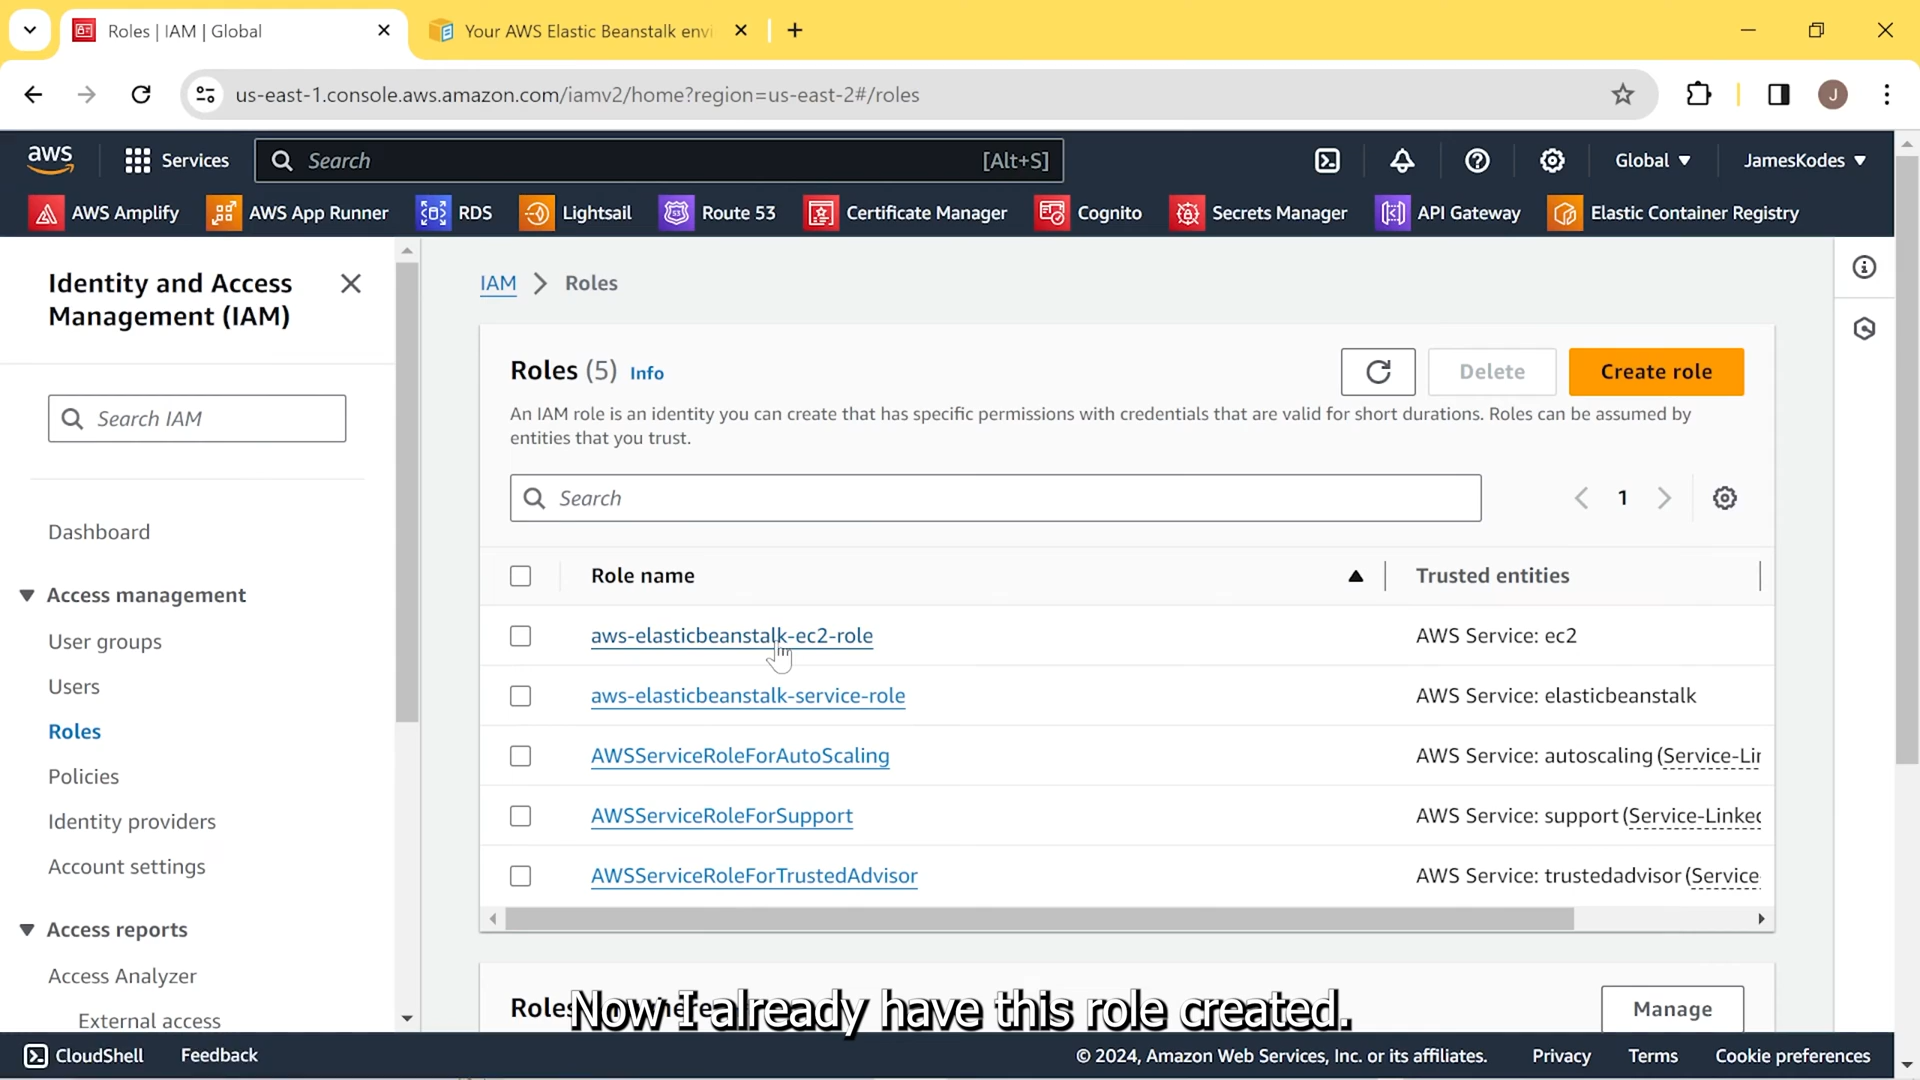 Roles | IAM | Global
Your AWS Elastic Beanstalk envi
us-east-1.console.aws.amazon.com/iamv2/home?region=us-east-2#/roles
J
aws
Services
Search
[Alt+S]
Global
JamesKodes
AWS Amplify
AWS App Runner
RDS
Lightsail
Route 53
Certificate Manager
Cognito
Secrets Manager
API Gateway
Elastic Container Registry
Identity and Access
Management (IAM)
Search IAM
Dashboard
Access management
User groups
Users
Roles
Policies
Identity providers
Account settings
Access reports
Access Analyzer
External access
IAM
Roles
Roles (5) Info
Delete
Create role
An IAM role is an identity you can create that has specific permissions with credentials that are valid for short durations. Roles can be assumed by
entities that you trust.
Search
1
Role name
Trusted entities
aws-elasticbeanstalk-ec2-role
AWS Service: ec2
aws-elasticbeanstalk-service-role
AWS Service: elasticbeanstalk
AWSServiceRoleForAutoScaling
AWS Service: autoscaling (Service-Lin
AWSServiceRoleForSupport
AWS Service: support (Service-Linked
AWSServiceRoleForTrustedAdvisor
AWS Service: trustedadvisor (Service-
Roles
Manage
Now I already have this role created.
CloudShell
Feedback
© 2024, Amazon Web Services, Inc. or its affiliates.
Privacy
Terms
Cookie preferences